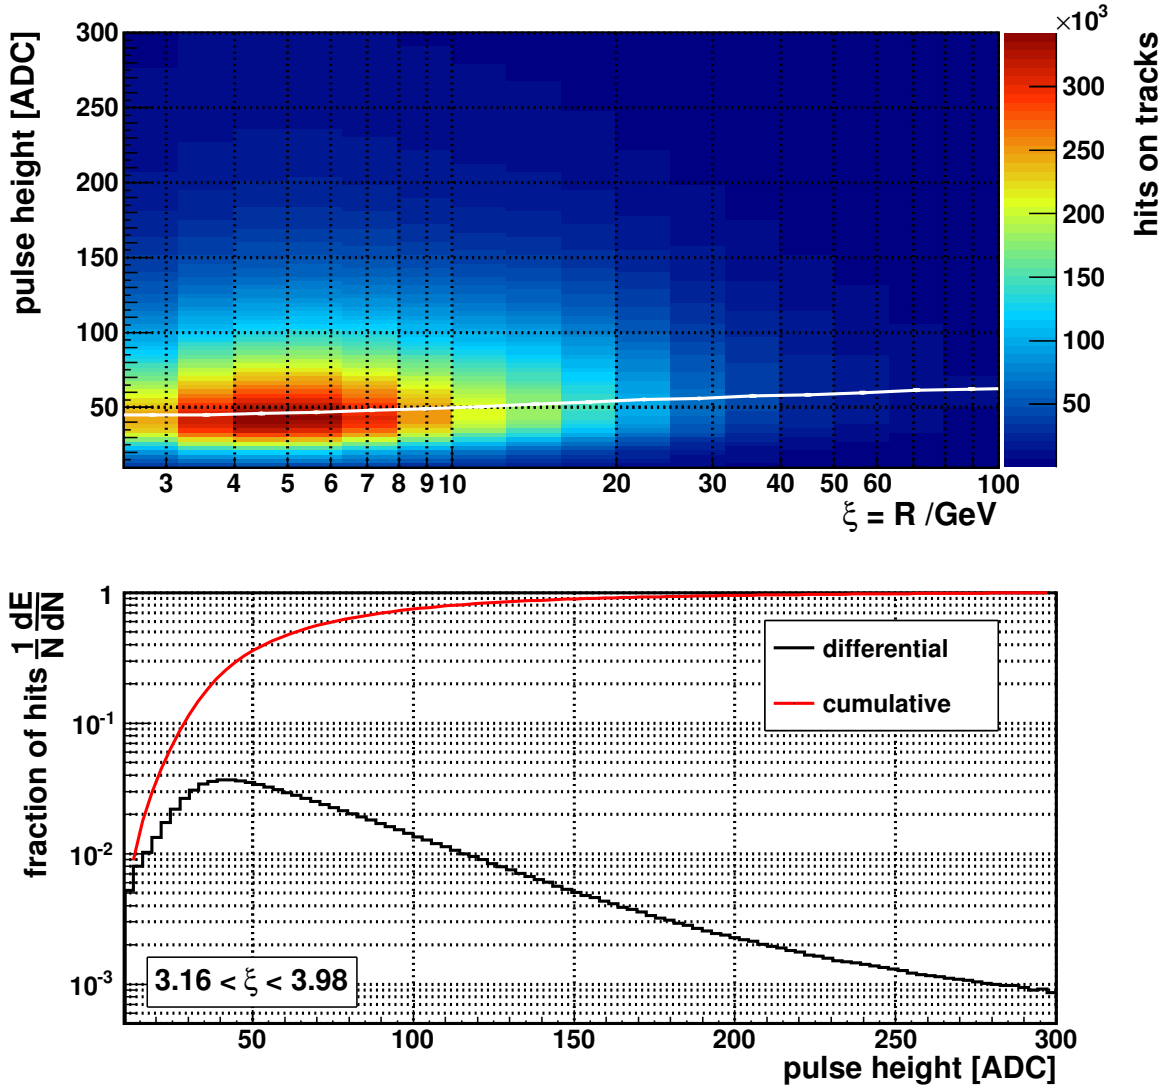 ×10³
pulse height [ADC]
300
250
200
150
100
50
3 4 5 6 7 8 9 10 20 30 40 50 60 100
ξ = R /GeV
300
250
200
150
100
50
hits on tracks
fraction of hits 1/N dE/dN
1
10⁻¹
10⁻²
10⁻³
differential
cumulative
3.16 < ξ < 3.98
50 100 150 200 250 300
pulse height [ADC]